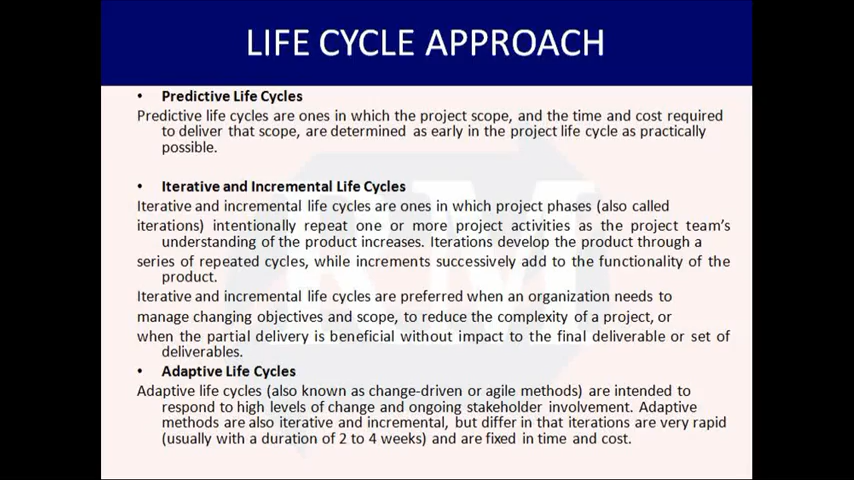 LIFE CYCLE APPROACH
• Predictive Life Cycles
Predictive life cycles are ones in which the project scope, and the time and cost required
to deliver that scope, are determined as early in the project life cycle as practically
possible.
• Iterative and Incremental Life Cycles
Iterative and incremental life cycles are ones in which project phases (also called
iterations) intentionally repeat one or more project activities as the project team's
understanding of the product increases. Iterations develop the product through a
series of repeated cycles, while increments successively add to the functionality of the
product.
Iterative and incremental life cycles are preferred when an organization needs to
manage changing objectives and scope, to reduce the complexity of a project, or
when the partial delivery is beneficial without impact to the final deliverable or set of
deliverables.
• Adaptive Life Cycles
Adaptive life cycles (also known as change-driven or agile methods) are intended to
respond to high levels of change and ongoing stakeholder involvement. Adaptive
methods are also iterative and incremental, but differ in that iterations are very rapid
(usually with a duration of 2 to 4 weeks) and are fixed in time and cost.